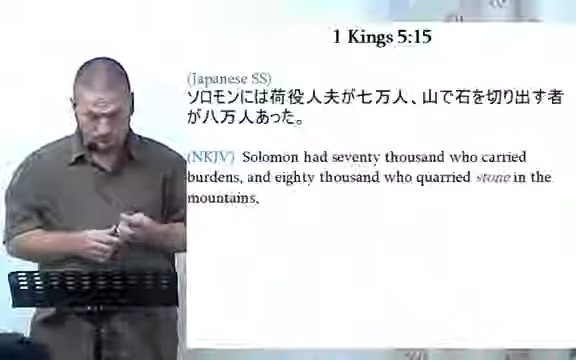 1 Kings 5:15
(Japanese SS)
ソロモンには荷役人夫が七万人、山で石を切り出す者
が八万人あった。
(NKJV) Solomon had seventy thousand who carried
burdens, and eighty thousand who quarried stone in the
mountains,